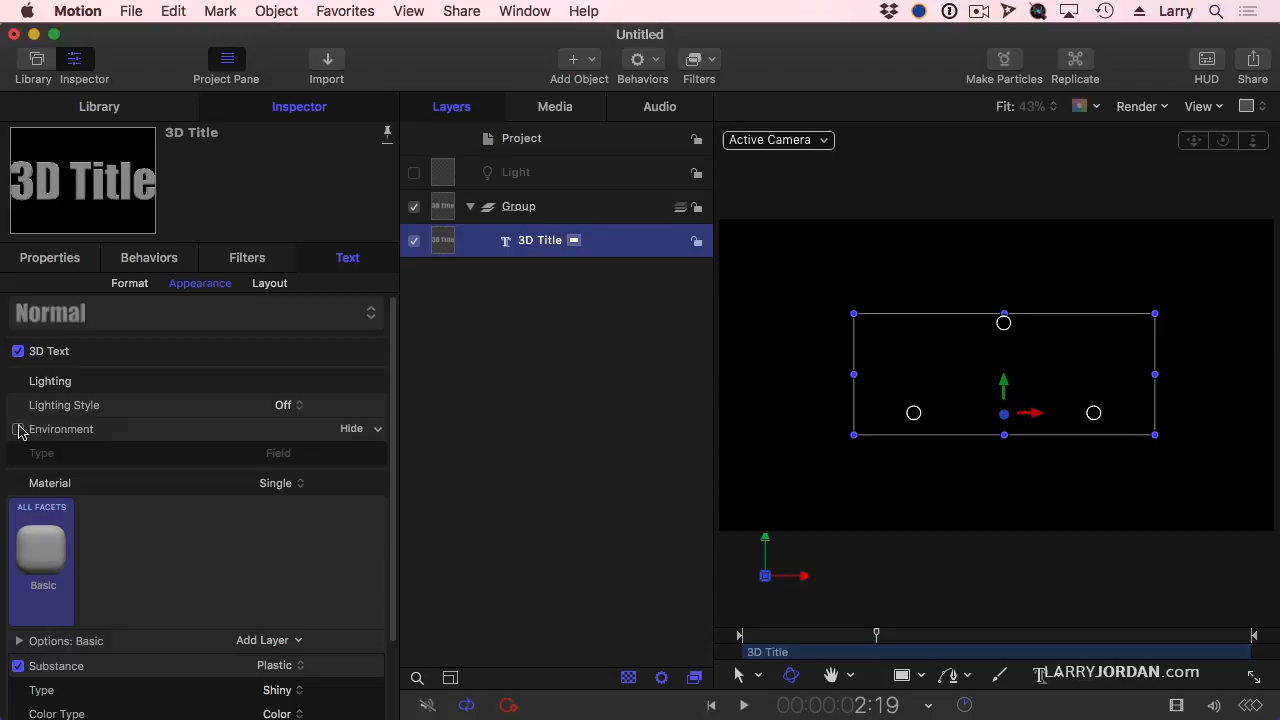 Motion File Edit Mark Object Favorites View Share Window Help Larry
Untitled
Library Inspector Project Pane Import Add Object Behaviors Filters Make Particles Replicate HUD Share
Library Inspector Layers Media Audio Fit: 43% Render View
3D Title
3D Title
Project
Active Camera
Light
Group
3D Title
Properties Behaviors Filters Text
Format Appearance Layout
Normal
3D Text
Lighting
Lighting Style Off
Environment Hide
Type Field
Material Single
ALL FACETS
Basic
Options: Basic Add Layer
Substance Plastic
Type Shiny
Color Type Color
3D Title
LARRYJORDAN.com
00:00:02:19